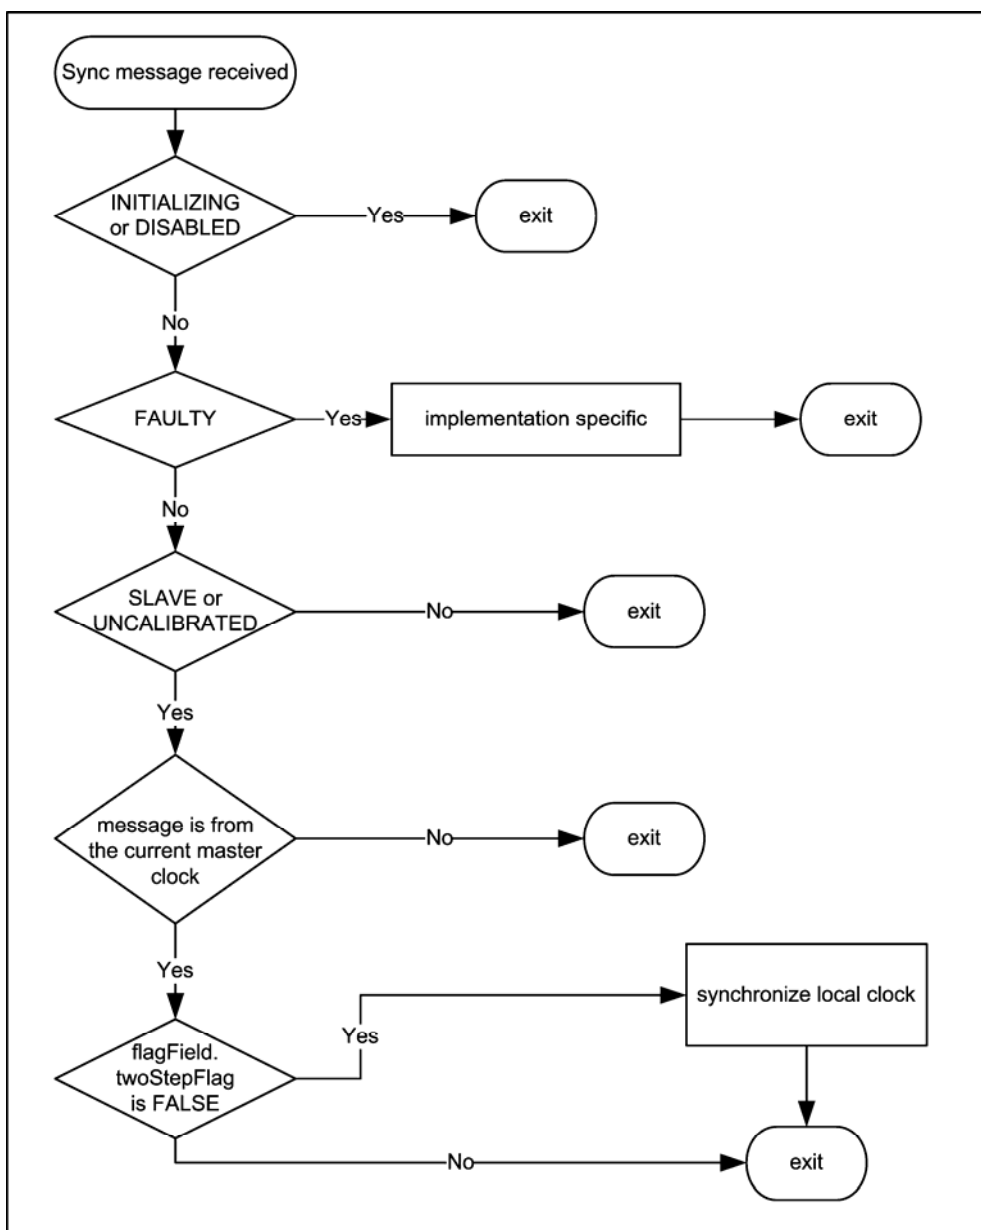 Sync message received
INITIALIZING
or DISABLED
Yes
exit
No
FAULTY
Yes
implementation specific
exit
No
SLAVE or
UNCALIBRATED
No
exit
Yes
message is from
the current master
clock
No
exit
Yes
synchronize local clock
Yes
flagField.
twoStepFlag
is FALSE
No
exit